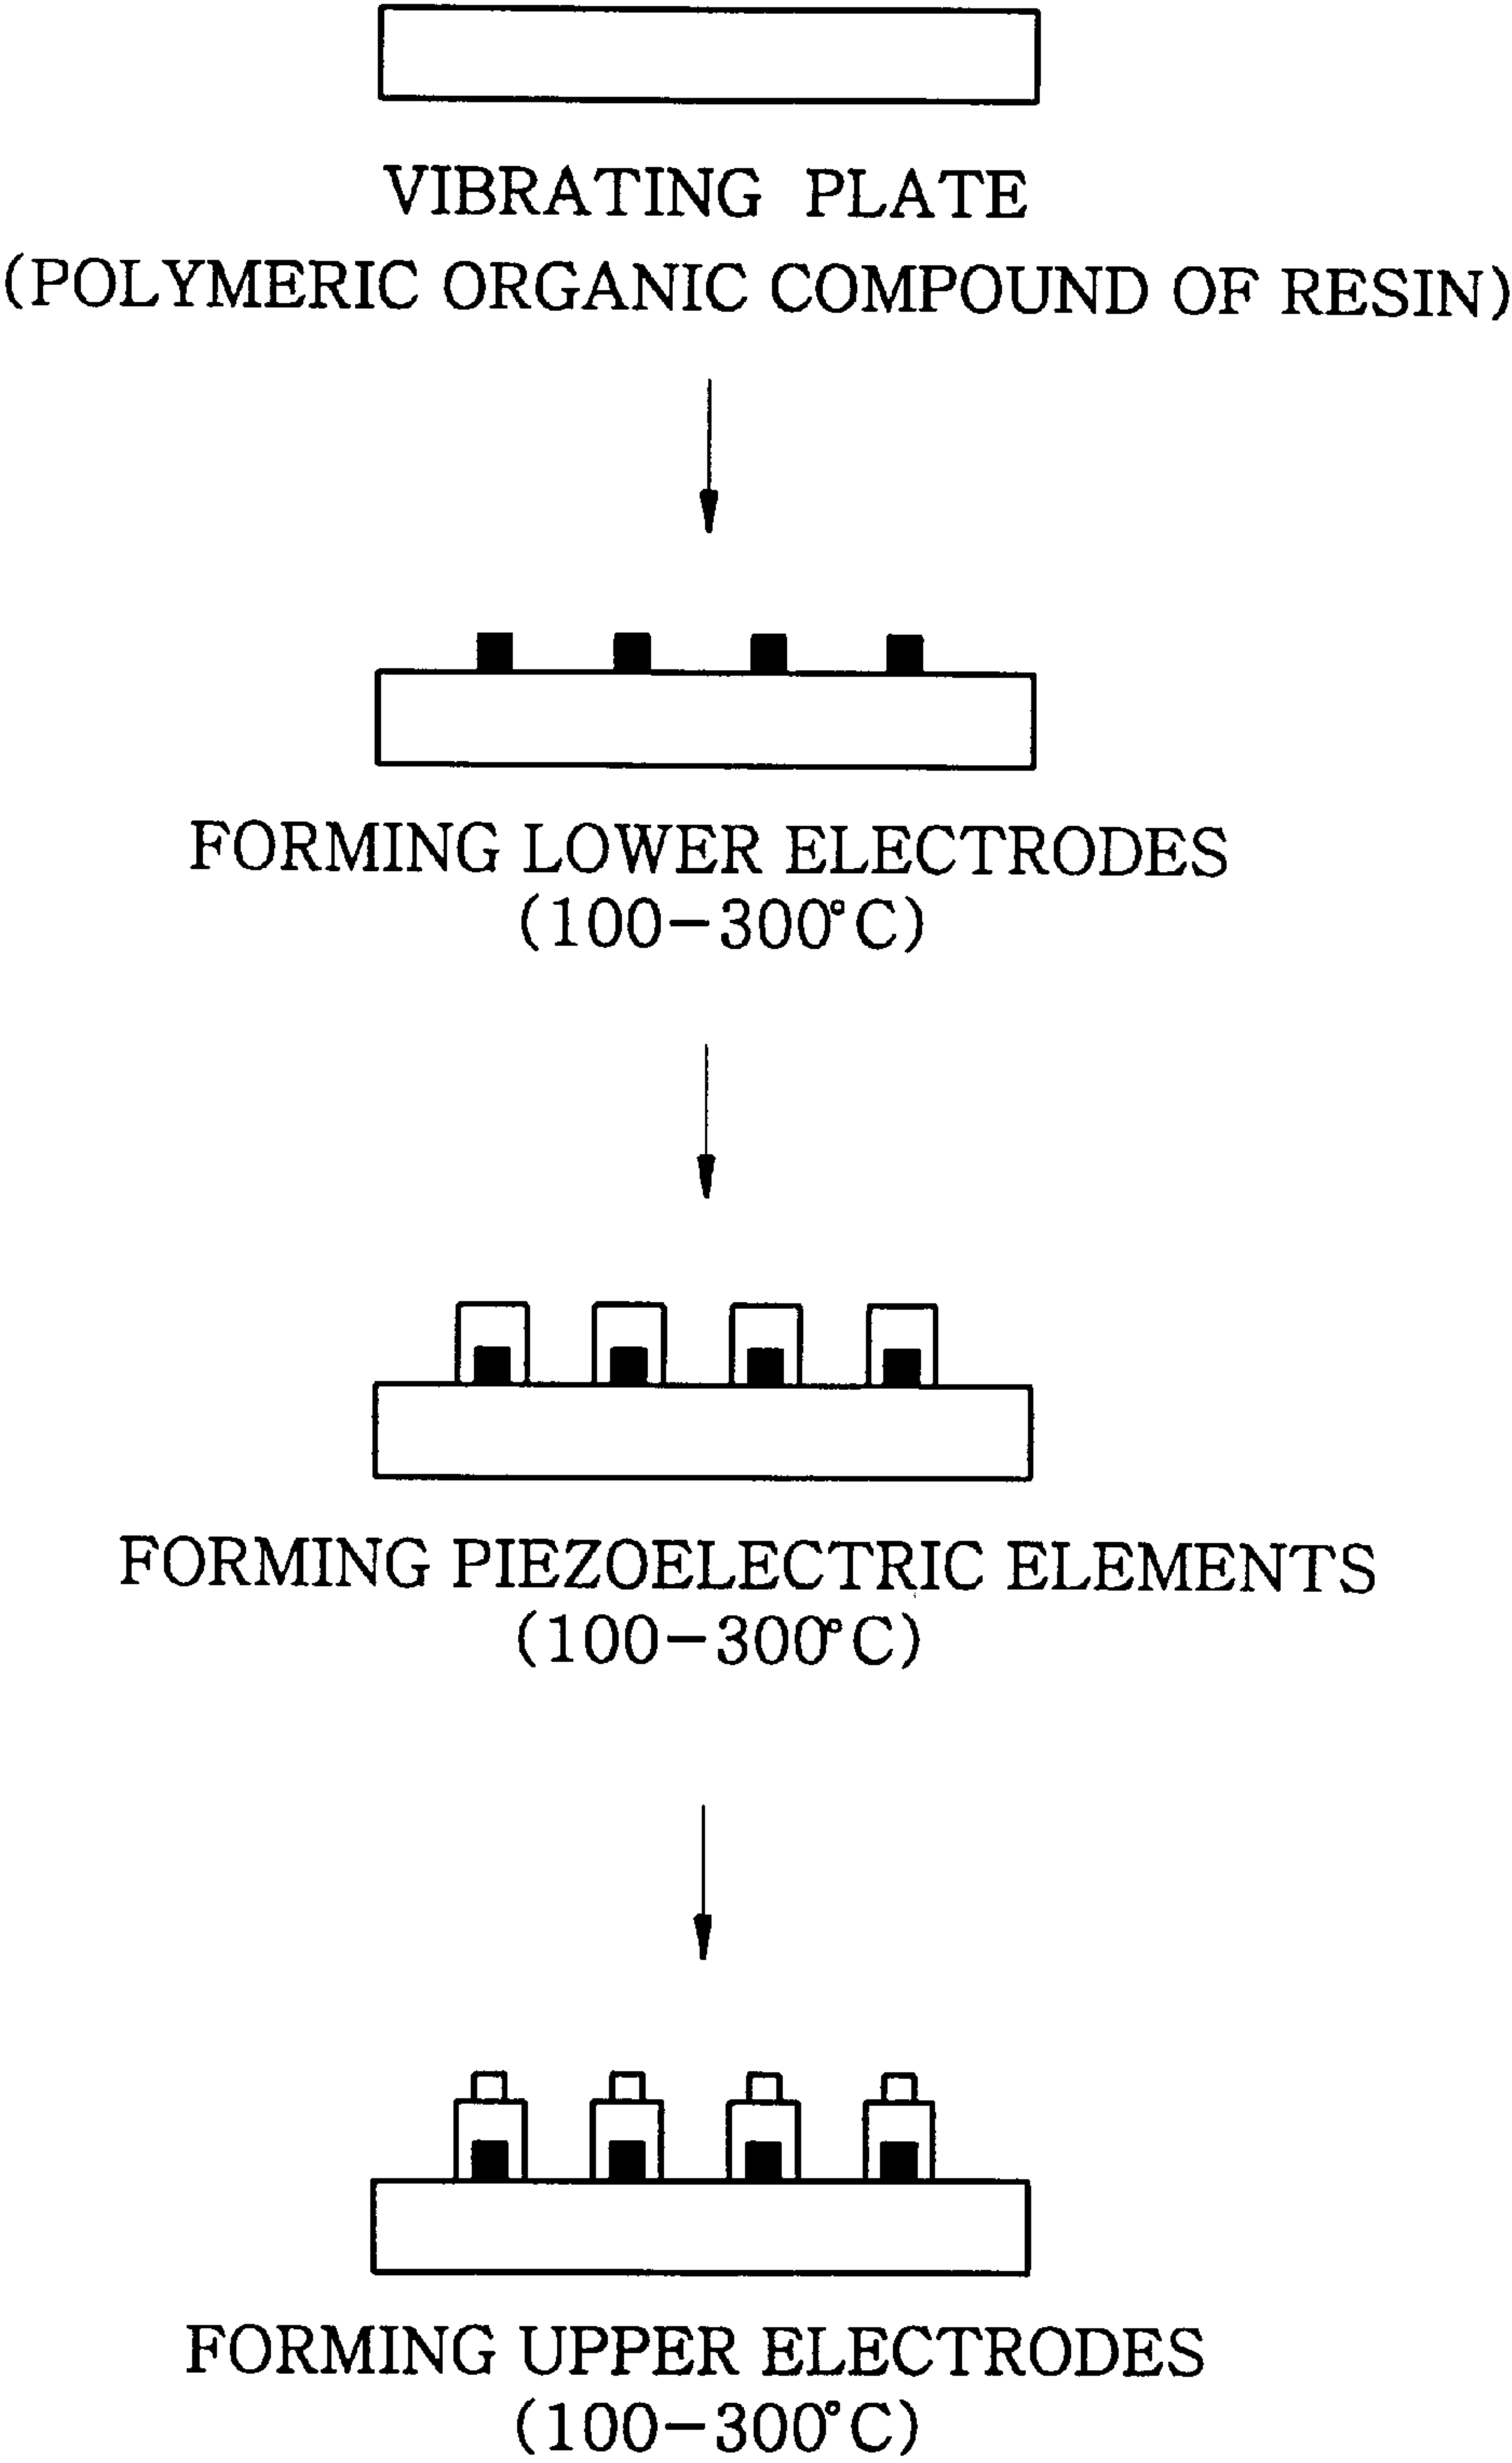 VIBRATING PLATE
(POLYMERIC ORGANIC COMPOUND OF RESIN)
FORMING LOWER ELECTRODES
(100-300°C)
FORMING PIEZOELECTRIC ELEMENTS
(100-300°C)
FORMING UPPER ELECTRODES
(100-300°C)